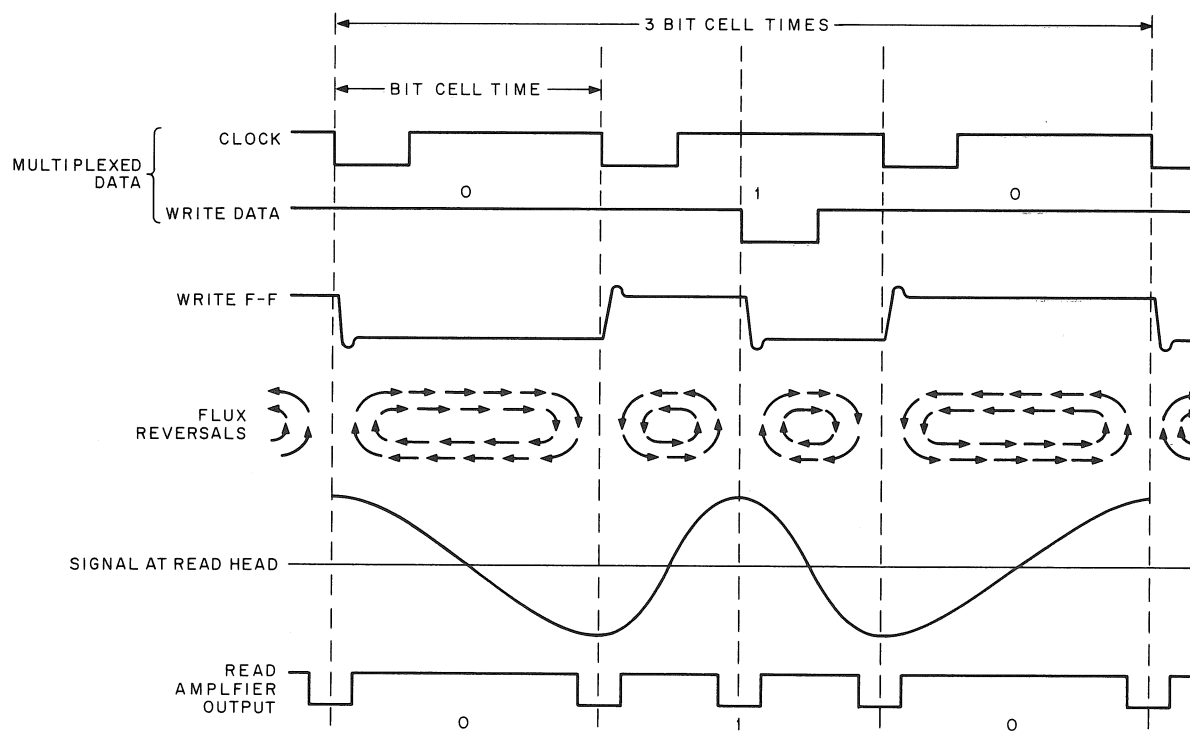 3 BIT CELL TIMES
BIT CELL TIME
CLOCK
MULTIPLEXED
DATA
0
1
0
WRITE DATA
WRITE F-F
FLUX
REVERSALS
SIGNAL AT READ HEAD
READ
AMPLFIER
OUTPUT
0
1
0